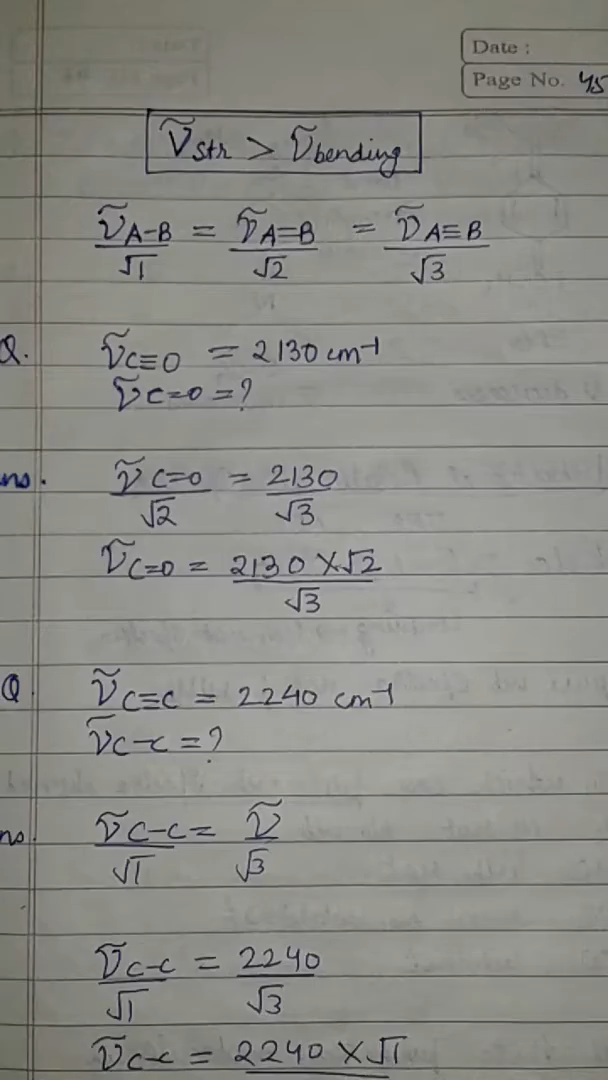 Date :
Page No. 45
ν̃str > ν̃bending
ν̃A-B/√1 = ν̃A=B/√2 = ν̃A≡B/√3
Q. ν̃C≡O = 2130 cm⁻¹
ν̃C=O = ?
ns. ν̃C=O/√2 = 2130/√3
ν̃C=O = 2130 × √2/√3
Q ν̃C≡C = 2240 cm⁻¹
ν̃C-C = ?
ns. ν̃C-C/√1 = ν̃/√3
ν̃C-C/√1 = 2240/√3
ν̃C-C = 2240 × √1